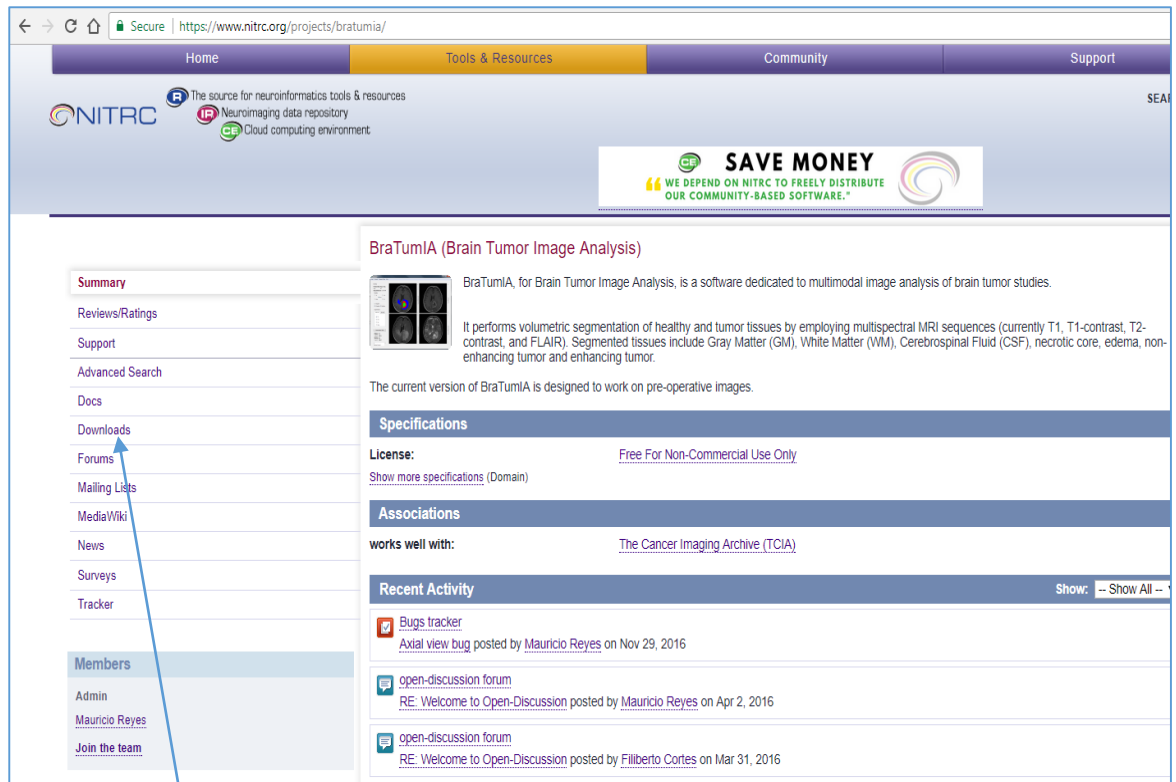 Secure | https://www.nitrc.org/projects/bratumia/
Home Tools & Resources Community Support
NITRC
R The source for neuroinformatics tools & resources
IR Neuroimaging data repository
CE Cloud computing environment
SEAR
CE SAVE MONEY
“ WE DEPEND ON NITRC TO FREELY DISTRIBUTE
OUR COMMUNITY-BASED SOFTWARE."
Summary
Reviews/Ratings
Support
Advanced Search
Docs
Downloads
Forums
Mailing Lists
MediaWiki
News
Surveys
Tracker
Members
Admin
Mauricio Reyes
Join the team
BraTumIA (Brain Tumor Image Analysis)
BraTumIA, for Brain Tumor Image Analysis, is a software dedicated to multimodal image analysis of brain tumor studies.
It performs volumetric segmentation of healthy and tumor tissues by employing multispectral MRI sequences (currently T1, T1-contrast, T2-
contrast, and FLAIR). Segmented tissues include Gray Matter (GM), White Matter (WM), Cerebrospinal Fluid (CSF), necrotic core, edema, non-
enhancing tumor and enhancing tumor.
The current version of BraTumIA is designed to work on pre-operative images.
Specifications
License: Free For Non-Commercial Use Only
Show more specifications (Domain)
Associations
works well with: The Cancer Imaging Archive (TCIA)
Recent Activity Show: -- Show All --
Bugs tracker
Axial view bug posted by Mauricio Reyes on Nov 29, 2016
open-discussion forum
RE: Welcome to Open-Discussion posted by Mauricio Reyes on Apr 2, 2016
open-discussion forum
RE: Welcome to Open-Discussion posted by Filiberto Cortes on Mar 31, 2016